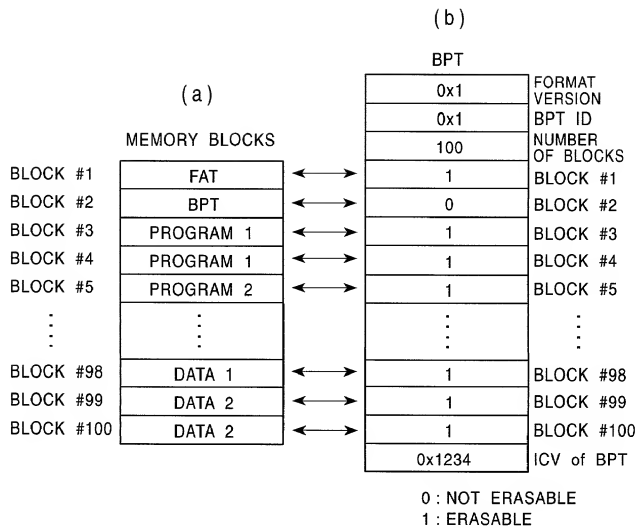 (b)
BPT
0x1 FORMAT VERSION
(a)
0x1 BPT ID
MEMORY BLOCKS
100 NUMBER OF BLOCKS
BLOCK #1 FAT 1 BLOCK #1
BLOCK #2 BPT 0 BLOCK #2
BLOCK #3 PROGRAM 1 1 BLOCK #3
BLOCK #4 PROGRAM 1 1 BLOCK #4
BLOCK #5 PROGRAM 2 1 BLOCK #5
BLOCK #98 DATA 1 1 BLOCK #98
BLOCK #99 DATA 2 1 BLOCK #99
BLOCK #100 DATA 2 1 BLOCK #100
0x1234 ICV of BPT
0 : NOT ERASABLE
1 : ERASABLE